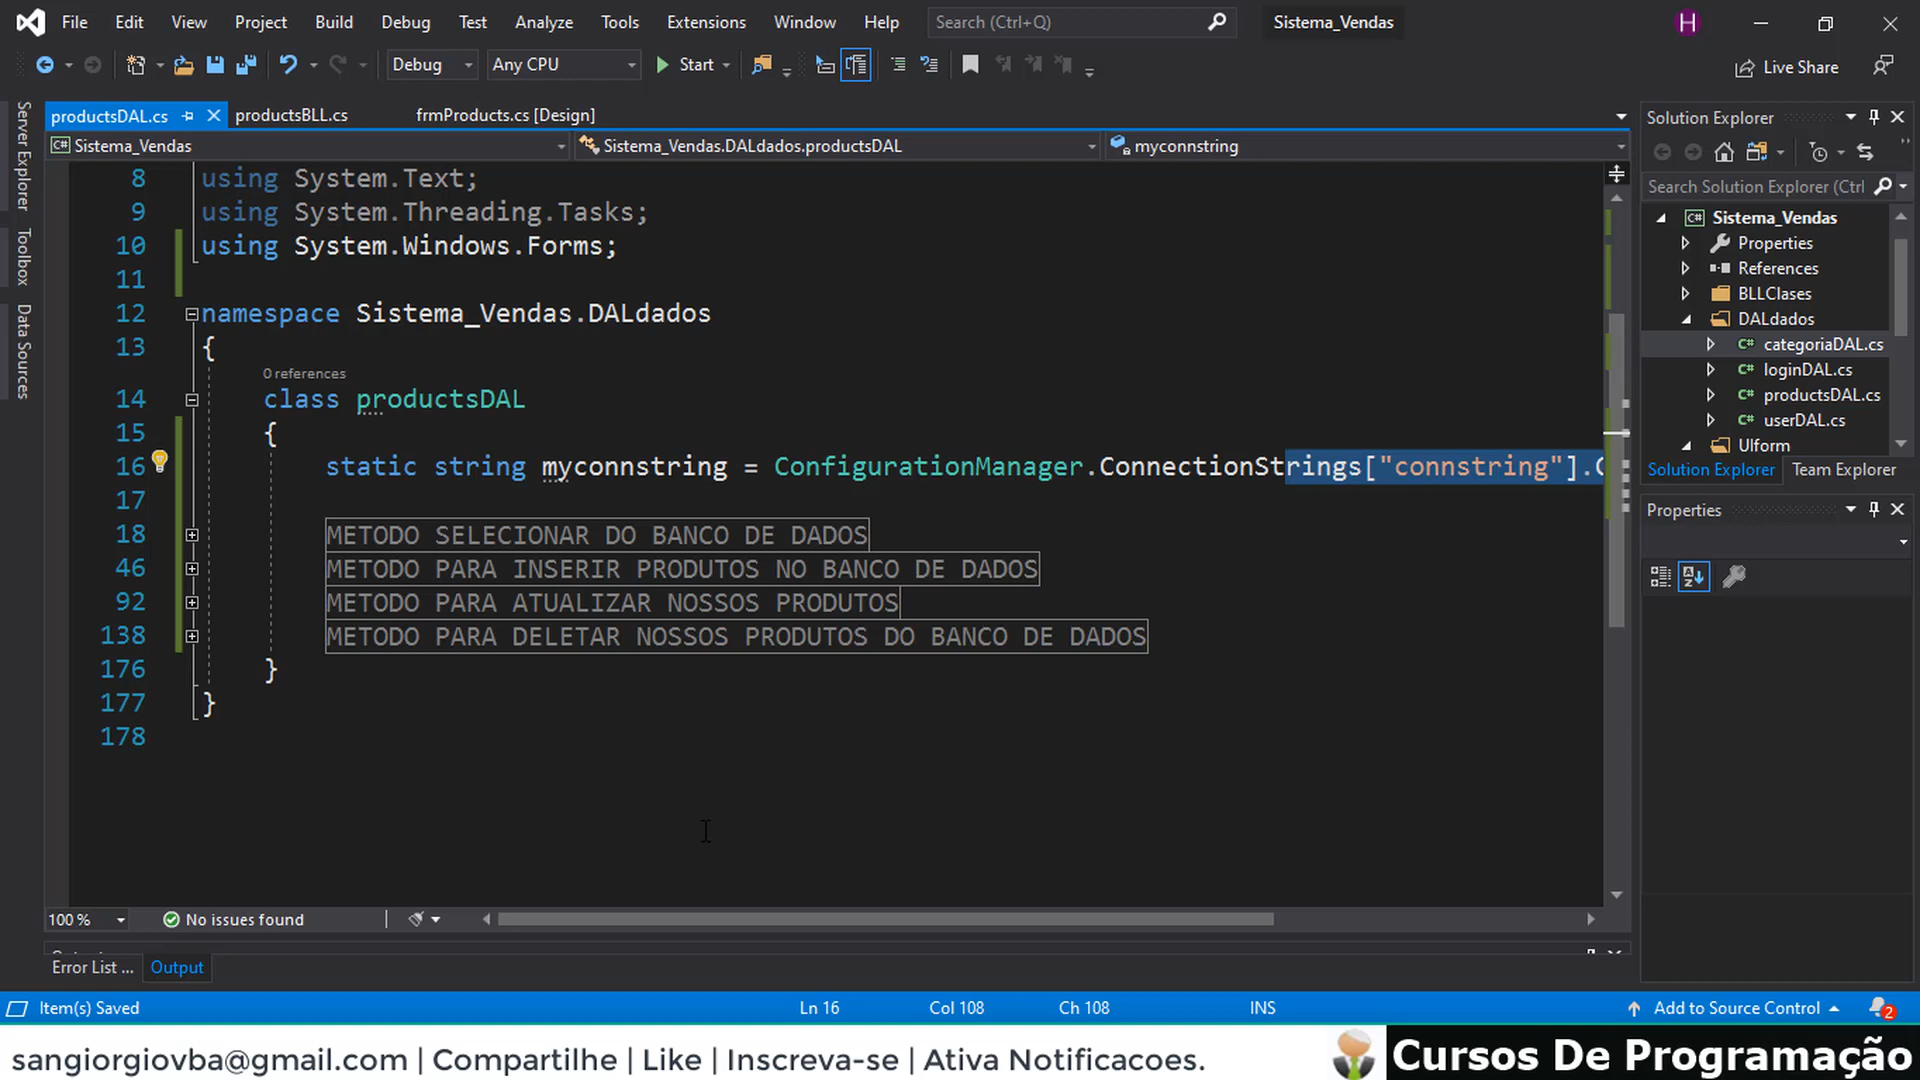 File Edit View Project Build Debug Test Analyze Tools Extensions Window Help Search (Ctrl+Q) Sistema_Vendas H
Debug Any CPU Start Live Share
Server Explorer
Toolbox
Data Sources
productsDAL.cs productsBLL.cs frmProducts.cs [Design]
Sistema_Vendas Sistema_Vendas.DALdados.productsDAL myconnstring
8 using System.Text;
9 using System.Threading.Tasks;
10 using System.Windows.Forms;
11
12 namespace Sistema_Vendas.DALdados
13 {
0 references
14 class productsDAL
15 {
16 static string myconnstring = ConfigurationManager.ConnectionStrings["connstring"].C
17
18 METODO SELECIONAR DO BANCO DE DADOS
46 METODO PARA INSERIR PRODUTOS NO BANCO DE DADOS
92 METODO PARA ATUALIZAR NOSSOS PRODUTOS
138 METODO PARA DELETAR NOSSOS PRODUTOS DO BANCO DE DADOS
176 }
177 }
178
100 % No issues found
Error List ... Output
Solution Explorer
Search Solution Explorer (Ctrl
Sistema_Vendas
Properties
References
BLLClases
DALdados
categoriaDAL.cs
loginDAL.cs
productsDAL.cs
userDAL.cs
UIform
Solution Explorer Team Explorer
Properties
Item(s) Saved Ln 16 Col 108 Ch 108 INS Add to Source Control 2
sangiorgiovba@gmail.com | Compartilhe | Like | Inscreva-se | Ativa Notificacoes. Cursos De Programação